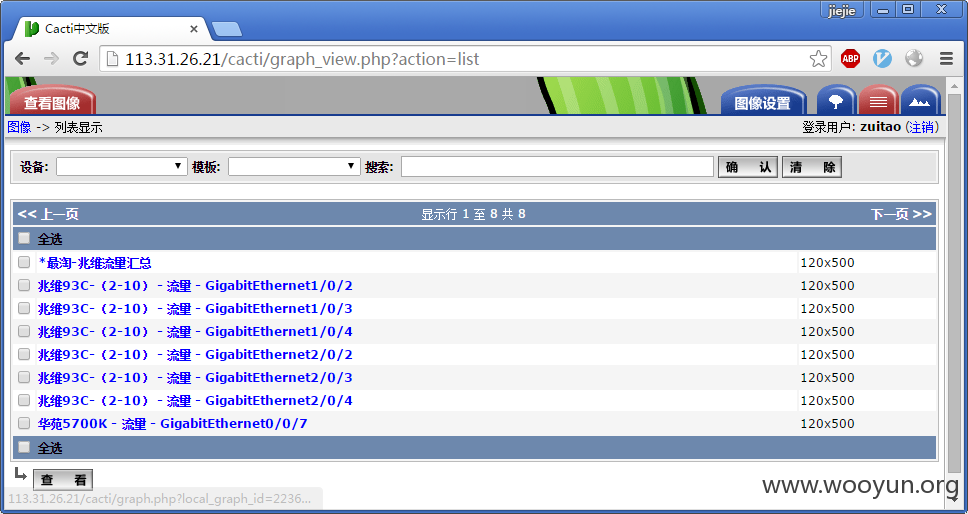 jiejie
Cacti中文版
113.31.26.21/cacti/graph_view.php?action=list
ABP
查看图像
图像设置
图像 -> 列表显示
登录用户: zuitao (注销)
设备: 模板: 搜索: 确 认 清 除
<< 上一页 显示行 1 至 8 共 8 下一页 >>
全选
*最淘-兆维流量汇总 120x500
兆维93C-（2-10） - 流量 - GigabitEthernet1/0/2 120x500
兆维93C-（2-10） - 流量 - GigabitEthernet1/0/3 120x500
兆维93C-（2-10） - 流量 - GigabitEthernet1/0/4 120x500
兆维93C-（2-10） - 流量 - GigabitEthernet2/0/2 120x500
兆维93C-（2-10） - 流量 - GigabitEthernet2/0/3 120x500
兆维93C-（2-10） - 流量 - GigabitEthernet2/0/4 120x500
华苑5700K - 流量 - GigabitEthernet0/0/7 120x500
全选
查 看
113.31.26.21/cacti/graph.php?local_graph_id=2236...
www.wooyun.org